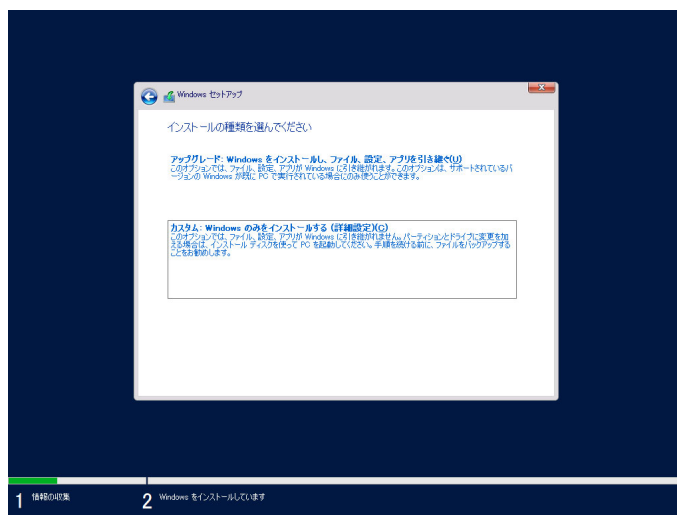 Windows セットアップ
インストールの種類を選んでください
アップグレード: Windows をインストールし、ファイル、設定、アプリを引き継ぐ(U)
このオプションでは、ファイル、設定、アプリが Windows に引き継がれます。このオプションは、サポートされているバ
ージョンの Windows が既に PC で実行されている場合にのみ使うことができます。
カスタム: Windows のみをインストールする (詳細設定)(C)
このオプションでは、ファイル、設定、アプリが Windows に引き継がれません。パーティションとドライブに変更を加
える場合は、インストール ディスクを使って PC を起動してください。手順を続ける前に、ファイルをバックアップする
ことをお勧めします。
1 情報の収集
2 Windows をインストールしています